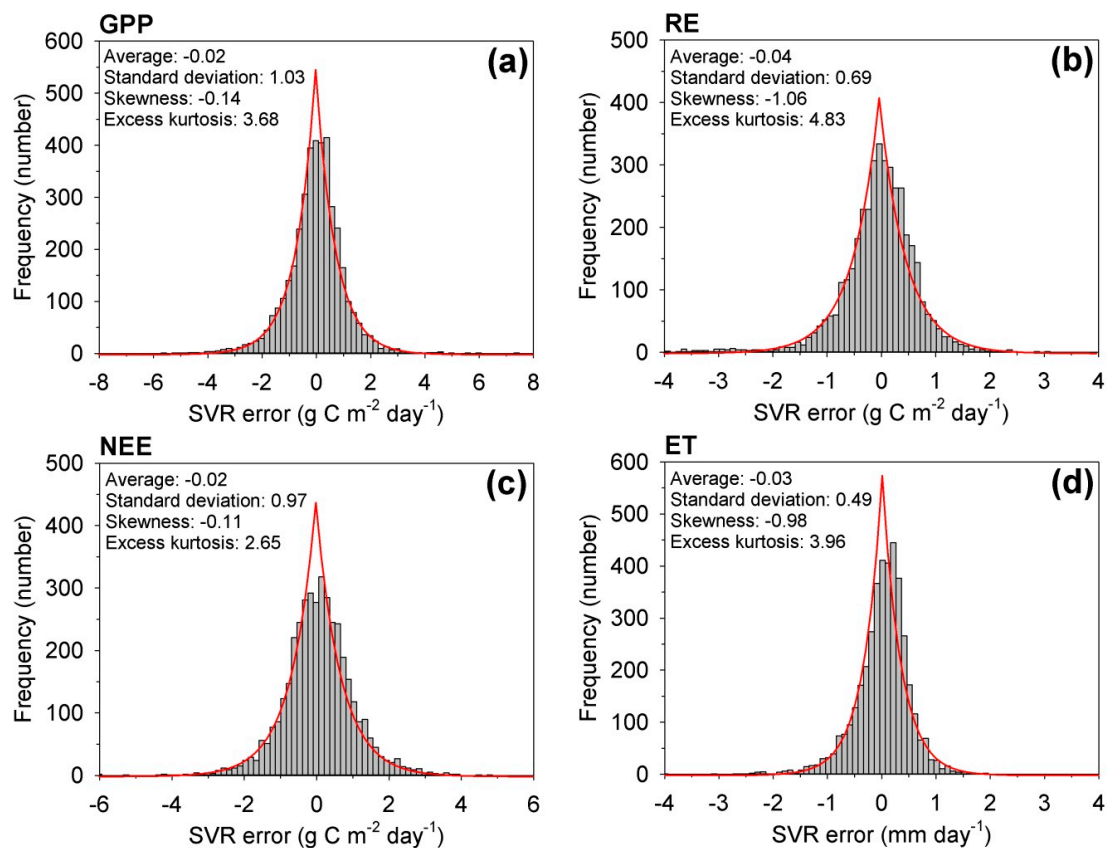 GPP
(a)
Average: -0.02
Standard deviation: 1.03
Skewness: -0.14
Excess kurtosis: 3.68
Frequency (number)
600
500
400
300
200
100
0
-8 -6 -4 -2 0 2 4 6 8
SVR error (g C m⁻² day⁻¹)
RE
(b)
Average: -0.04
Standard deviation: 0.69
Skewness: -1.06
Excess kurtosis: 4.83
Frequency (number)
500
400
300
200
100
0
-4 -3 -2 -1 0 1 2 3 4
SVR error (g C m⁻² day⁻¹)
NEE
(c)
Average: -0.02
Standard deviation: 0.97
Skewness: -0.11
Excess kurtosis: 2.65
Frequency (number)
500
400
300
200
100
0
-6 -4 -2 0 2 4 6
SVR error (g C m⁻² day⁻¹)
ET
(d)
Average: -0.03
Standard deviation: 0.49
Skewness: -0.98
Excess kurtosis: 3.96
Frequency (number)
600
500
400
300
200
100
0
-4 -3 -2 -1 0 1 2 3 4
SVR error (mm day⁻¹)